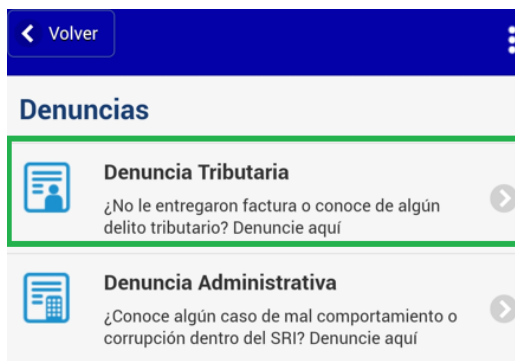 Volver
Denuncias
Denuncia Tributaria
¿No le entregaron factura o conoce de algún
delito tributario? Denuncie aquí
Denuncia Administrativa
¿Conoce algún caso de mal comportamiento o
corrupción dentro del SRI? Denuncie aquí